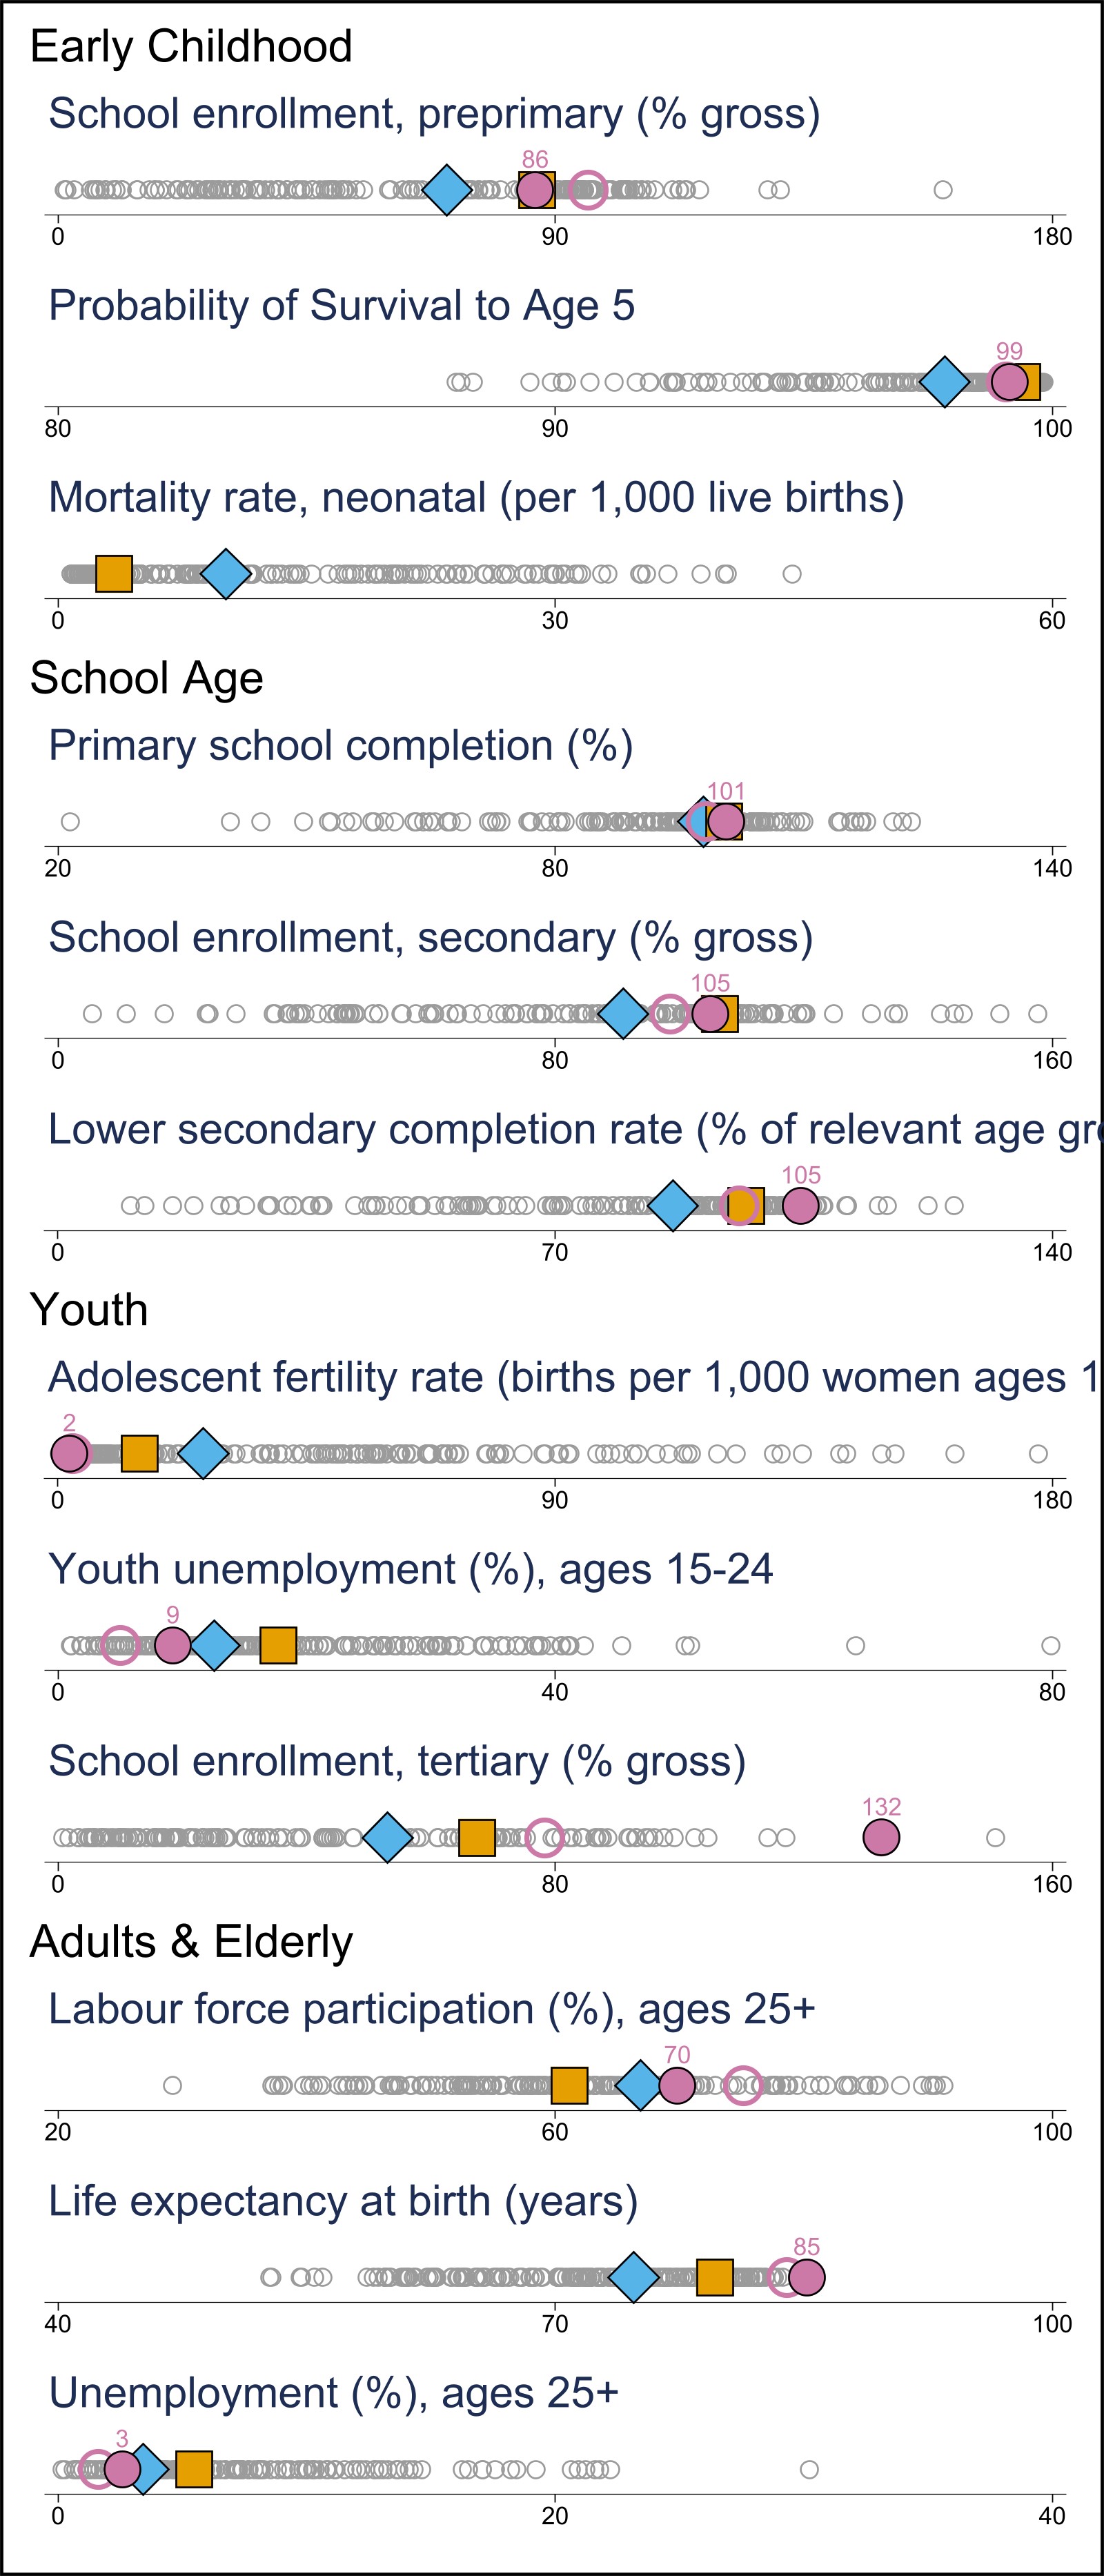 Early Childhood
School enrollment, preprimary (% gross)
86
0 90 180
Probability of Survival to Age 5
99
80 90 100
Mortality rate, neonatal (per 1,000 live births)
0 30 60
School Age
Primary school completion (%)
101
20 80 140
School enrollment, secondary (% gross)
105
0 80 160
Lower secondary completion rate (% of relevant age
105
0 70 140
Youth
2
Adolescent fertility rate (births per 1,000 women ages
0 90 180
Youth unemployment (%), ages 15-24
9
0 40 80
School enrollment, tertiary (% gross)
132
0 80 160
Adults & Elderly
Labour force participation (%), ages 25+
70
20 60 100
Life expectancy at birth (years)
85
40 70 100
Unemployment (%), ages 25+
3
0 20 40